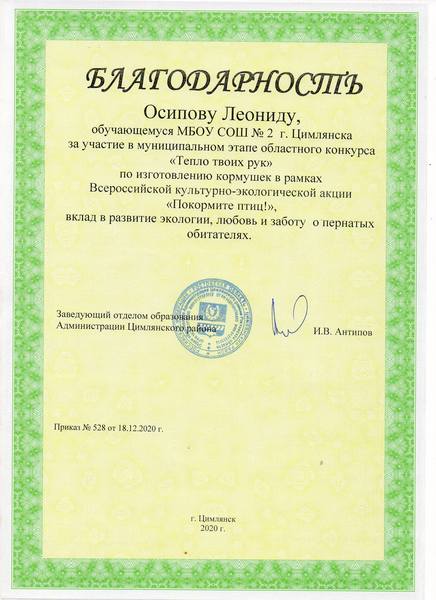 БЛАГОДАРНОСТЬ
Осипову Леониду,
обучающемуся МБОУ СОШ № 2 г. Цимлянска
за участие в муниципальном этапе областного конкурса
«Тепло твоих рук»
по изготовлению кормушек в рамках
Всероссийской культурно-экологической акции
«Покормите птиц!»,
вклад в развитие экологии, любовь и заботу о пернатых
обитателях.
Заведующий отделом образования
Администрации Цимлянского района
И.В. Антипов
Приказ № 528 от 18.12.2020 г.
г. Цимлянск
2020 г.